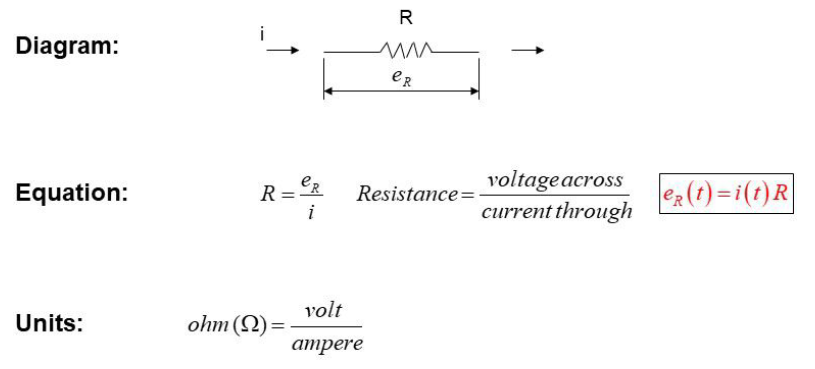 R
Diagram:
i
e_R
Equation:
R = e_R / i
Resistance = voltage across / current through
e_R(t) = i(t) R
Units:
ohm (Ω) = volt / ampere